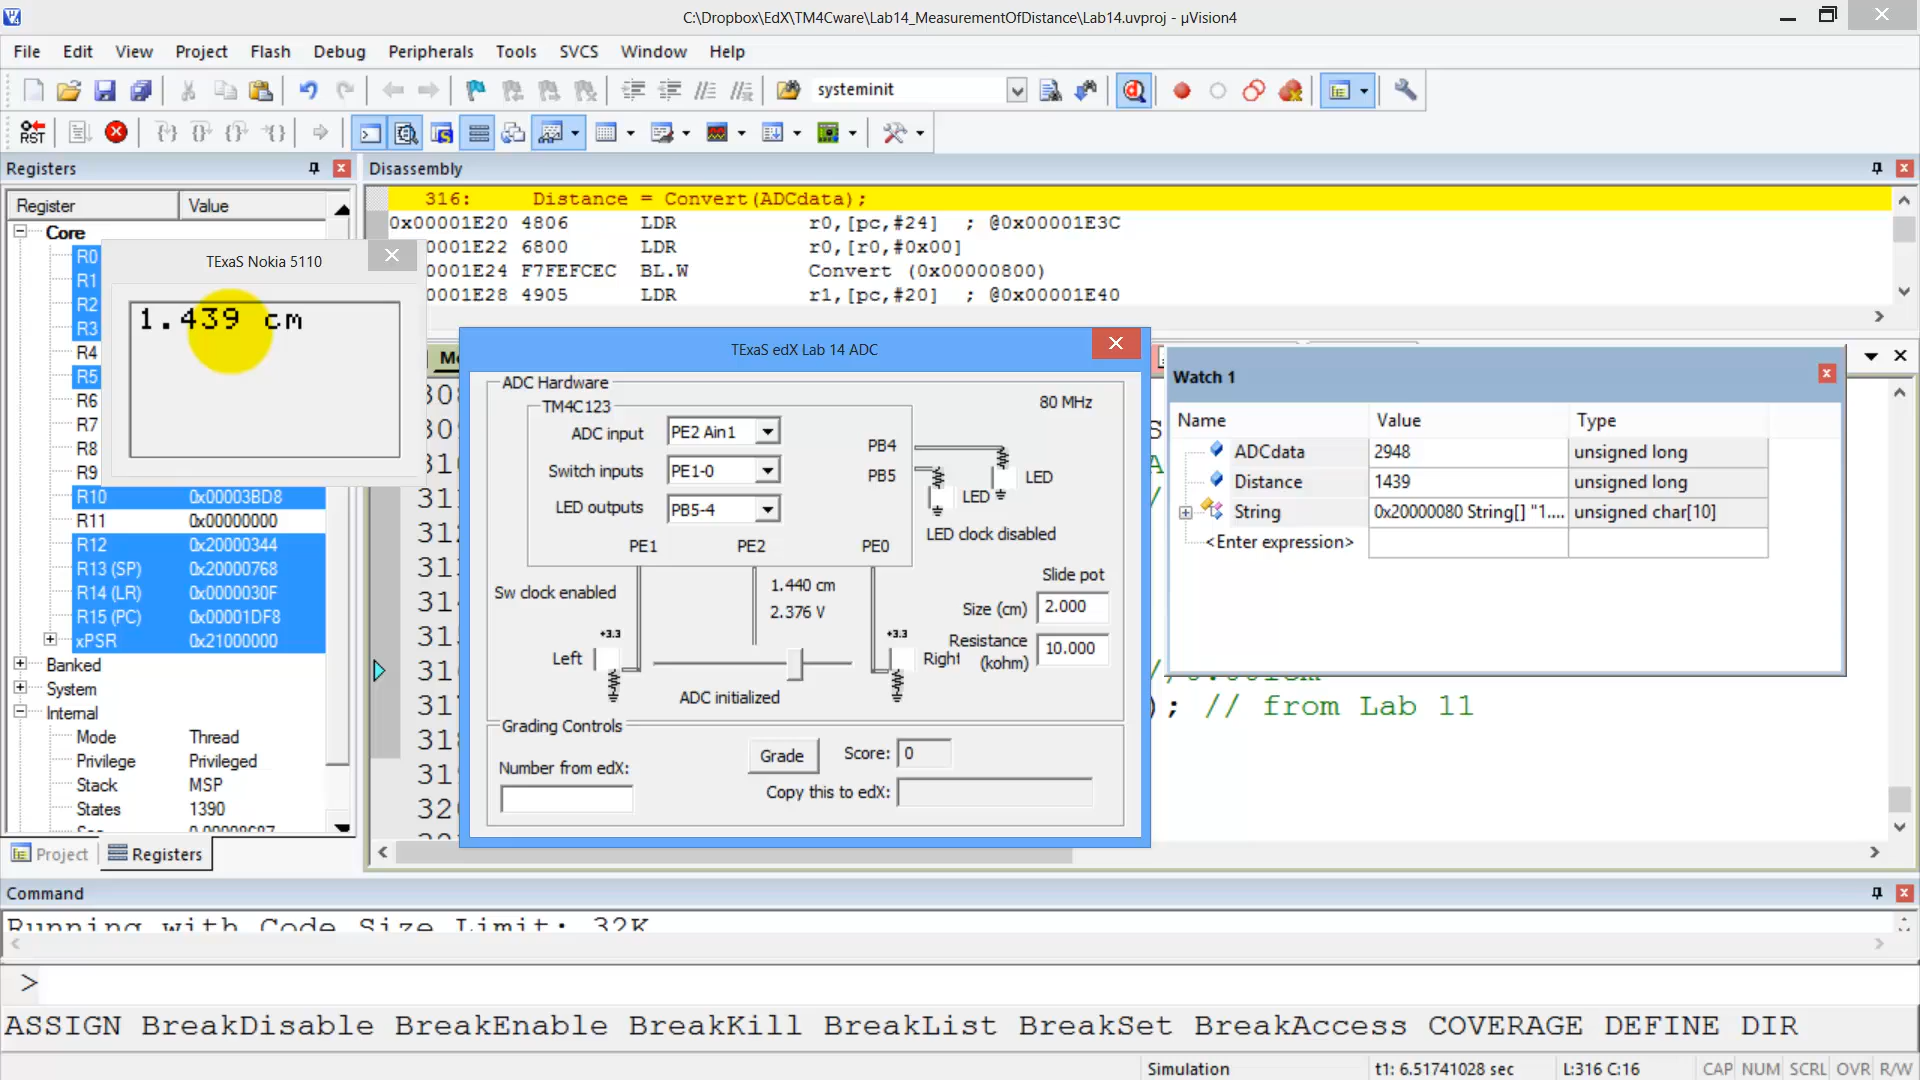 C:\Dropbox\EdX\TM4Cware\Lab14_MeasurementOfDistance\Lab14.uvproj - µVision4
File Edit View Project Flash Debug Peripherals Tools SVCS Window Help
systeminit
RST
Registers
Register Value
Core
R0
R1
R2
R3
R4
R5
R6
R7
R8
R9
R10 0x00003BD8
R11 0x00000000
R12 0x20000344
R13 (SP) 0x20000768
R14 (LR) 0x0000030F
R15 (PC) 0x00001DF8
xPSR 0x21000000
Banked
System
Internal
Mode Thread
Privilege Privileged
Stack MSP
States 1390
Project Registers
TExaS Nokia 5110
1.439 cm
Disassembly
316: Distance = Convert(ADCdata);
0x00001E20 4806 LDR r0,[pc,#24] ; @0x00001E3C
00001E22 6800 LDR r0,[r0,#0x00]
00001E24 F7FEFCEC BL.W Convert (0x00000800)
00001E28 4905 LDR r1,[pc,#20] ; @0x00001E40
TExaS edX Lab 14 ADC
ADC Hardware
TM4C123
80 MHz
ADC input PE2 Ain1
Switch inputs PE1-0
LED outputs PB5-4
PB4
PB5
LED
LED
LED clock disabled
PE1 PE2 PE0
Sw clock enabled
1.440 cm
2.376 V
Slide pot
Size (cm) 2.000
Resistance (kohm) 10.000
+3.3 +3.3
Left Right
ADC initialized
Grading Controls
Number from edX:
Grade Score: 0
Copy this to edX:
Watch 1
Name Value Type
ADCdata 2948 unsigned long
Distance 1439 unsigned long
String 0x20000080 String[] "1.... unsigned char[10]
<Enter expression>
); // from Lab 11
Command
Running with Code Size Limit: 32K
>
ASSIGN BreakDisable BreakEnable BreakKill BreakList BreakSet BreakAccess COVERAGE DEFINE DIR
Simulation t1: 6.51741028 sec L:316 C:16 CAP NUM SCRL OVR R/W